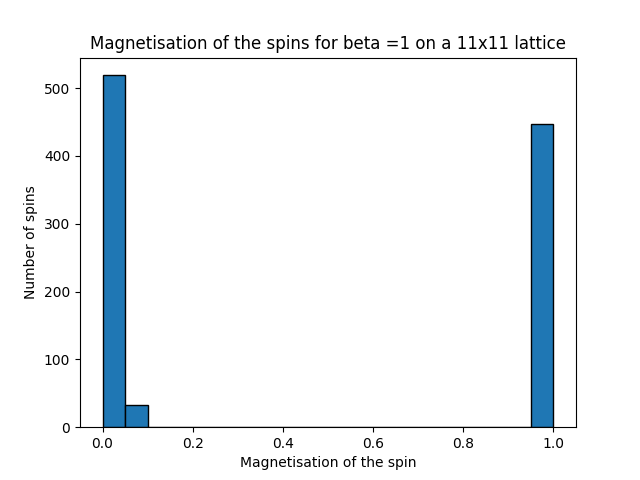 Magnetisation of the spins for beta =1 on a 11x11 lattice
500
400
300
200
100
0
Number of spins
0.0 0.2 0.4 0.6 0.8 1.0
Magnetisation of the spin